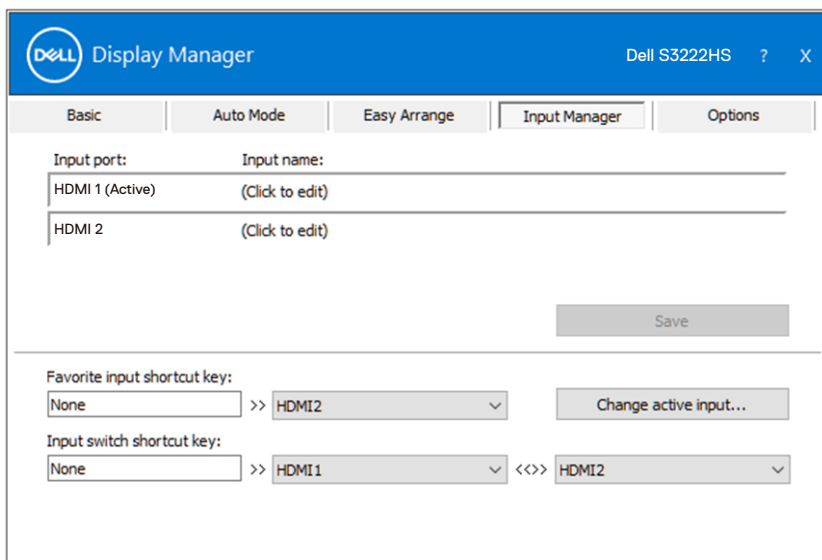 DELL Display Manager Dell S3222HS ? X
Basic Auto Mode Easy Arrange Input Manager Options
Input port: Input name:
HDMI 1 (Active) (Click to edit)
HDMI 2 (Click to edit)
Save
Favorite input shortcut key:
None >> HDMI2 Change active input...
Input switch shortcut key:
None >> HDMI1 <<>> HDMI2